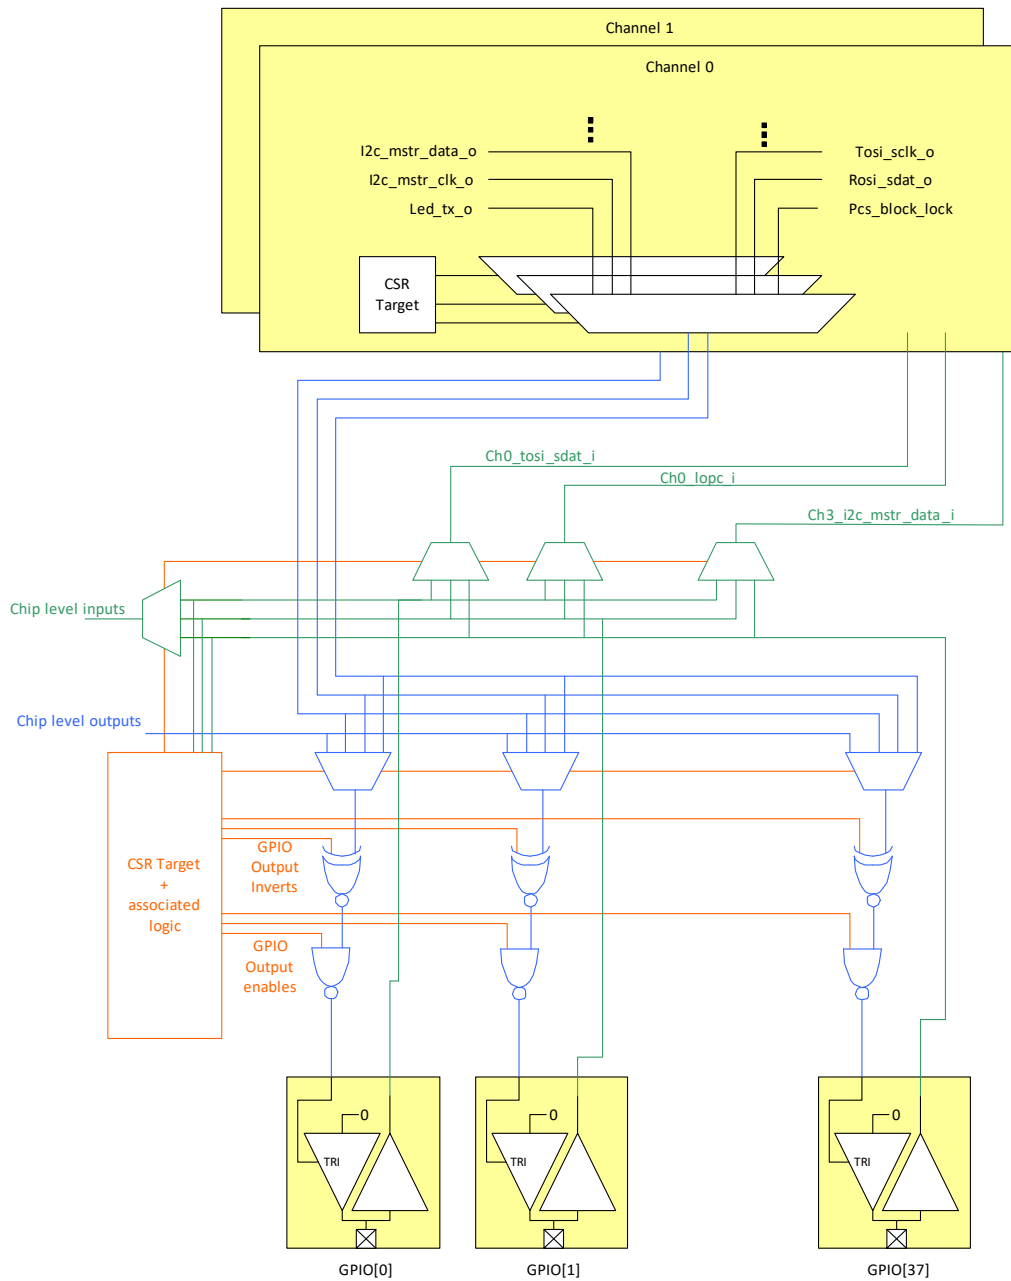 Channel 1
Channel 0
I2c_mstr_data_o
Tosi_sclk_o
I2c_mstr_clk_o
Rosi_sdat_o
Led_tx_o
Pcs_block_lock
CSR
Target
Ch0_tosi_sdat_i
Ch0_lopc_i
Ch3_i2c_mstr_data_i
Chip level inputs
Chip level outputs
GPIO
Output
Inverts
CSR Target
+
associated
logic
GPIO
Output
enables
0
0
0
TRI
TRI
TRI
GPIO[0]
GPIO[1]
GPIO[37]